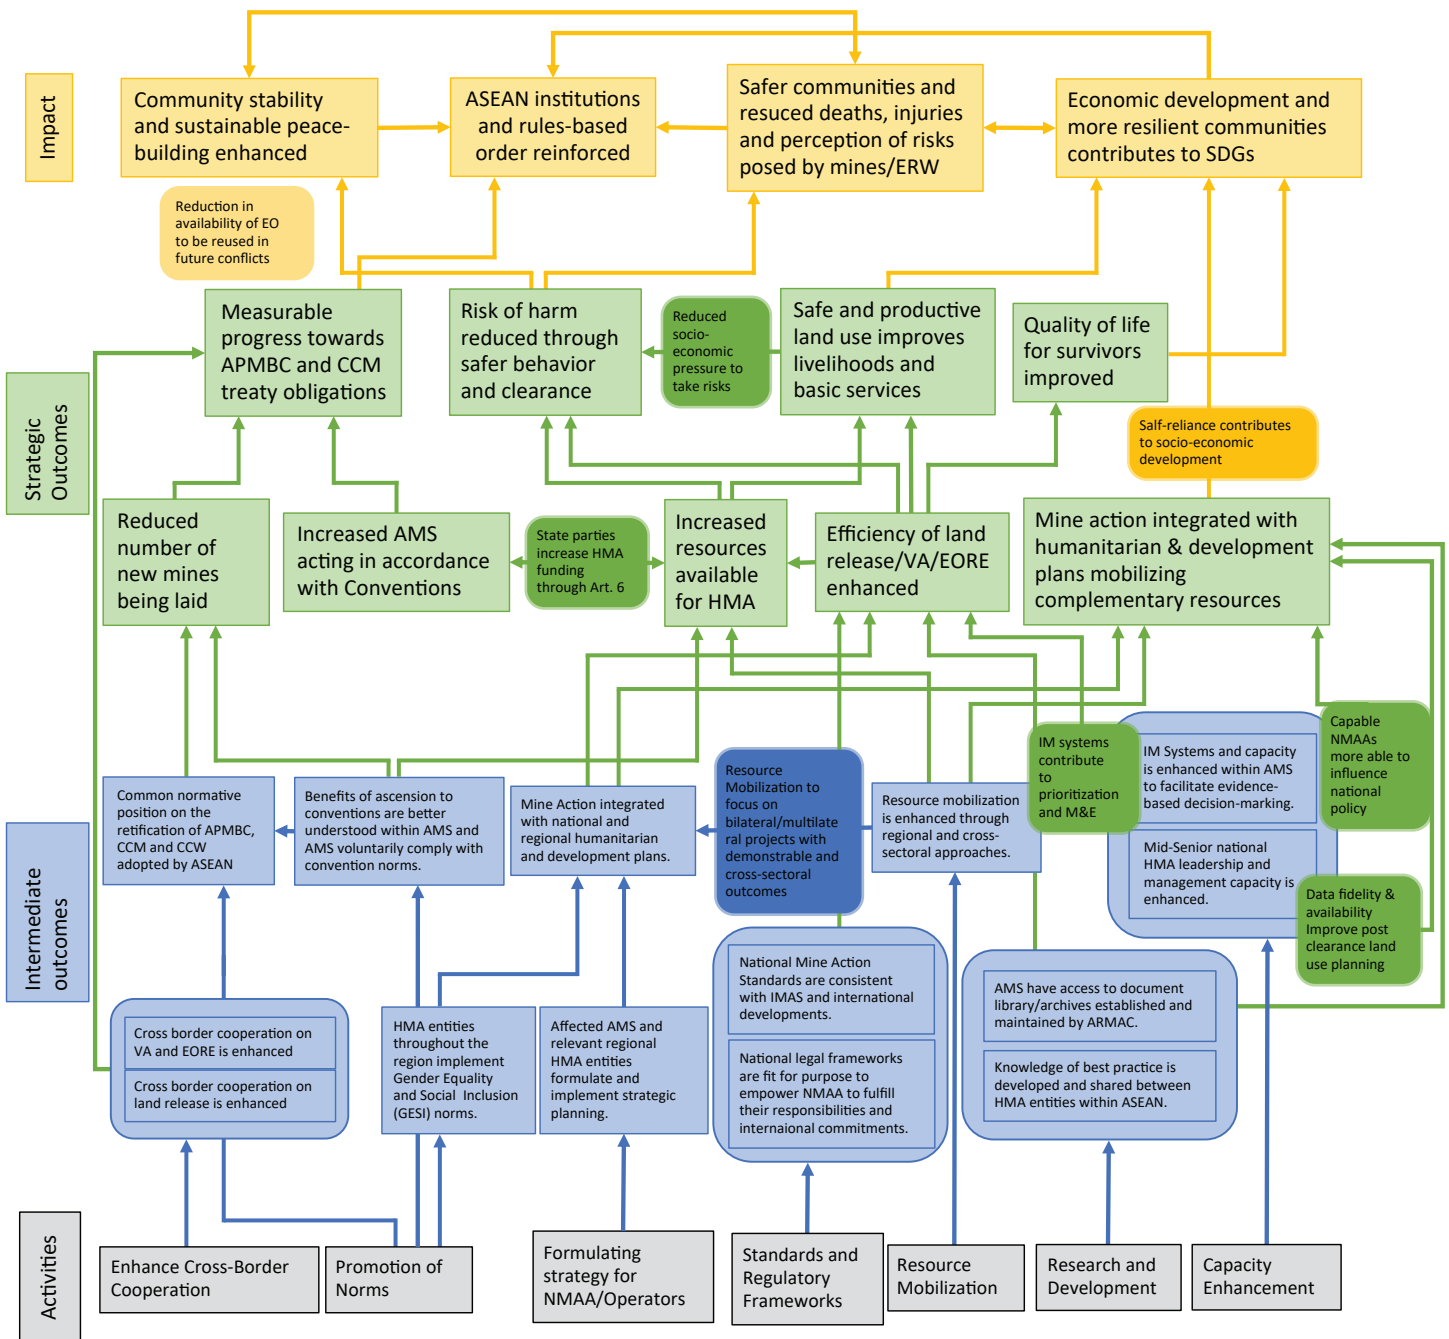 Impact
Community stability
and sustainable peace-
building enhanced
ASEAN institutions
and rules-based
order reinforced
Safer communities and
resuced deaths, injuries
and perception of risks
posed by mines/ERW
Economic development and
more resilient communities
contributes to SDGs
Reduction in
availability of EO
to be reused in
future conflicts
Strategic
Outcomes
Measurable
progress towards
APMBC and CCM
treaty obligations
Risk of harm
reduced through
safer behavior
and clearance
Reduced
socio-
economic
pressure to
take risks
Safe and productive
land use improves
livelihoods and
basic services
Quality of life
for survivors
improved
Salf-reliance contributes
to socio-economic
development
Reduced
number of
new mines
being laid
Increased AMS
acting in accordance
with Conventions
State parties
increase HMA
funding
through Art. 6
Increased
resources
available
for HMA
Efficiency of land
release/VA/EORE
enhanced
Mine action integrated with
humanitarian & development
plans mobilizing
complementary resources
Intermediate
outcomes
Common normative
position on the
retification of APMBC,
CCM and CCW
adopted by ASEAN
Benefits of ascension to
conventions are better
understood within AMS and
AMS voluntarily comply with
convention norms.
Mine Action integrated
with national and
regional humanitarian
and development plans.
Resource
Mobilization to
focus on
bilateral/multilate
ral projects with
demonstrable and
cross-sectoral
outcomes
Resource mobilization
is enhanced through
regional and cross-
sectoral approaches.
IM systems
contribute
to
prioritization
and M&E
IM Systems and capacity
is enhanced within AMS
to facilitate evidence-
based decision-marking.
Mid-Senior national
HMA leadership and
management capacity is
enhanced.
Capable
NMAAs
more able to
influence
national
policy
Data fidelity &
availability
Improve post
clearance land
use planning
Cross border cooperation on
VA and EORE is enhanced
Cross border cooperation on
land release is enhanced
HMA entities
throughout the
region implement
Gender Equality
and Social Inclusion
(GESI) norms.
Affected AMS and
relevant regional
HMA entities
formulate and
implement strategic
planning.
National Mine Action
Standards are consistent
with IMAS and international
developments.
National legal frameworks
are fit for purpose to
empower NMAA to fulfill
their responsibilities and
internaional commitments.
AMS have access to document
library/archives established and
maintained by ARMAC.
Knowledge of best practice is
developed and shared between
HMA entities within ASEAN.
Activities
Enhance Cross-Border
Cooperation
Promotion of
Norms
Formulating
strategy for
NMAA/Operators
Standards and
Regulatory
Frameworks
Resource
Mobilization
Research and
Development
Capacity
Enhancement